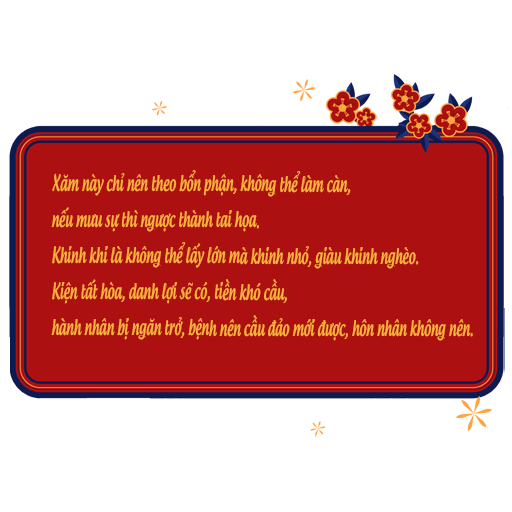 Xăm này chỉ nên theo bổn phận, không thể làm càn,
nếu mưu sự thì ngược thành tai họa.
Khinh khi là không thể lấy lớn mà khinh nhỏ, giàu khinh nghèo.
Kiện tất hòa, danh lợi sẽ có, tiền khó cầu,
hành nhân bị ngăn trở, bệnh nên cầu đảo mới được, hôn nhân không nên.